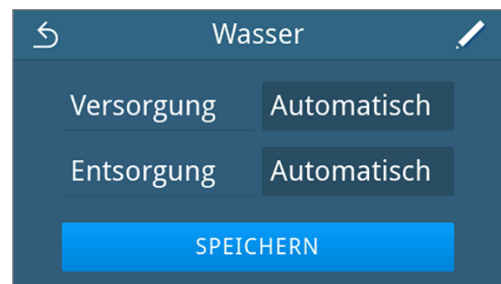 Wasser
Versorgung Automatisch
Entsorgung Automatisch
SPEICHERN